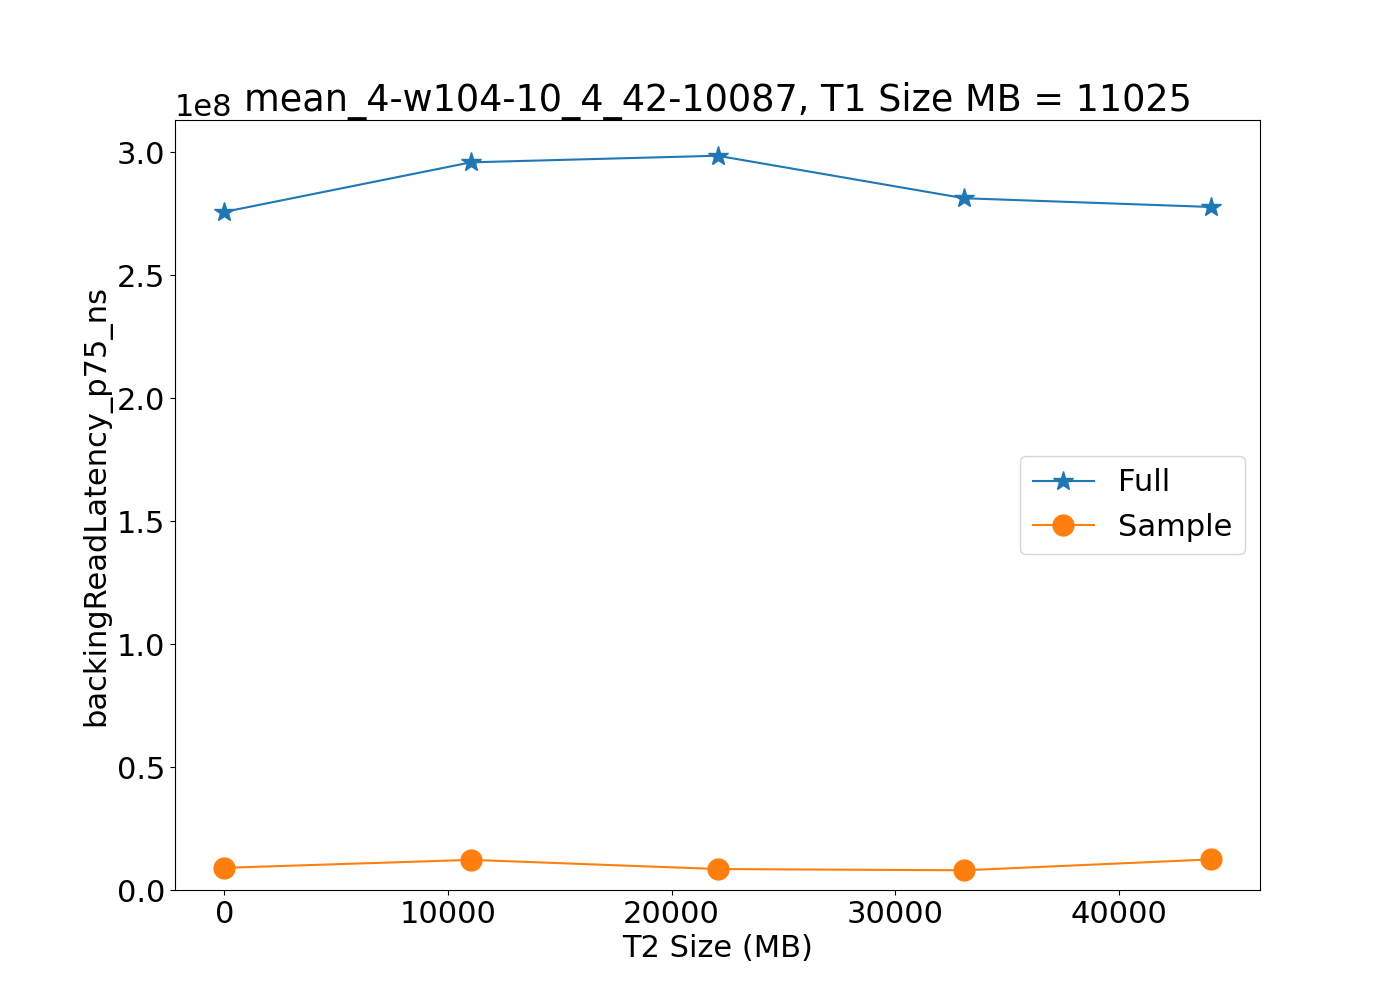 1e8 mean_4-w104-10_4_42-10087, T1 Size MB = 11025
3.0
2.5
2.0
1.5
1.0
0.5
0.0
backingReadLatency_p75_ns
Full
Sample
0 10000 20000 30000 40000
T2 Size (MB)